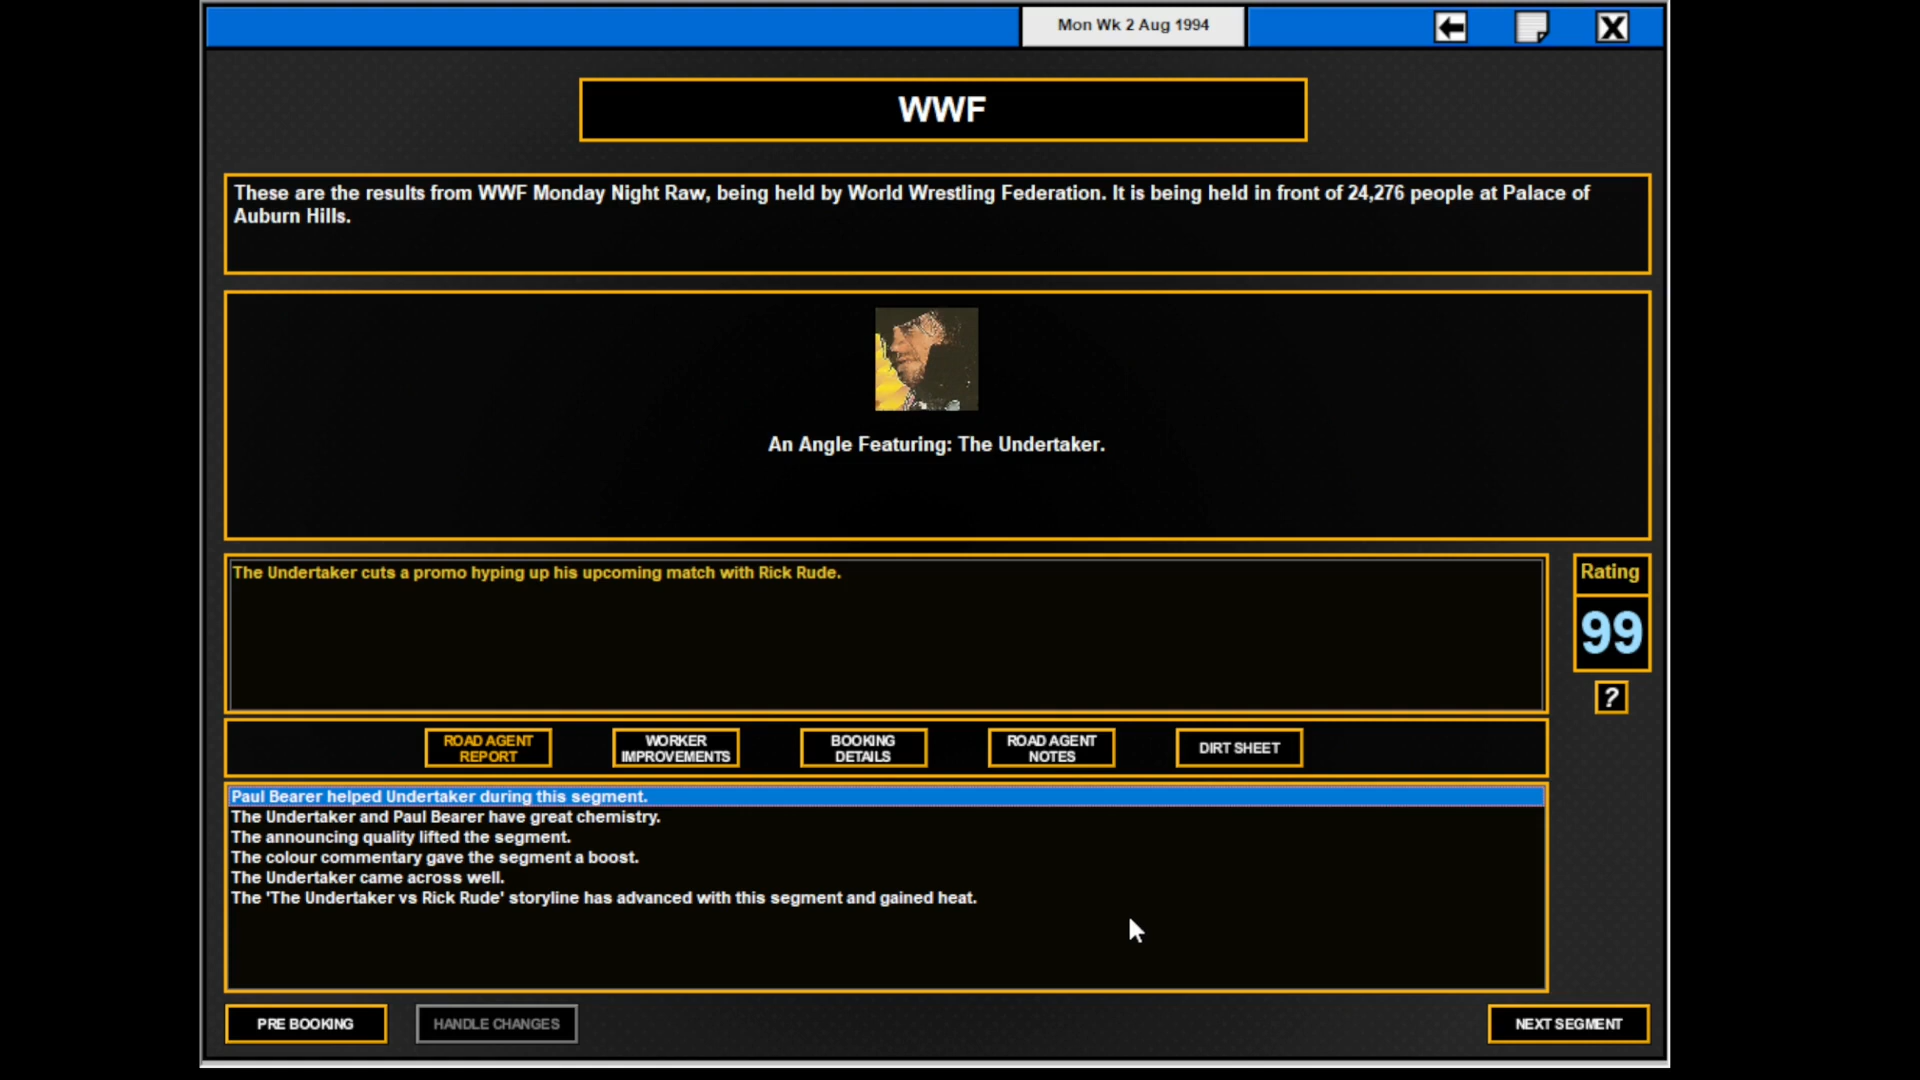 Mon Wk 2 Aug 1994
WWF
These are the results from WWF Monday Night Raw, being held by World Wrestling Federation. It is being held in front of 24,276 people at Palace of
Auburn Hills.
An Angle Featuring: The Undertaker.
The Undertaker cuts a promo hyping up his upcoming match with Rick Rude.
Rating
99
?
ROAD AGENT
REPORT
WORKER
IMPROVEMENTS
BOOKING
DETAILS
ROAD AGENT
NOTES
DIRT SHEET
Paul Bearer helped Undertaker during this segment.
The Undertaker and Paul Bearer have great chemistry.
The announcing quality lifted the segment.
The colour commentary gave the segment a boost.
The Undertaker came across well.
The 'The Undertaker vs Rick Rude' storyline has advanced with this segment and gained heat.
PRE BOOKING
HANDLE CHANGES
NEXT SEGMENT